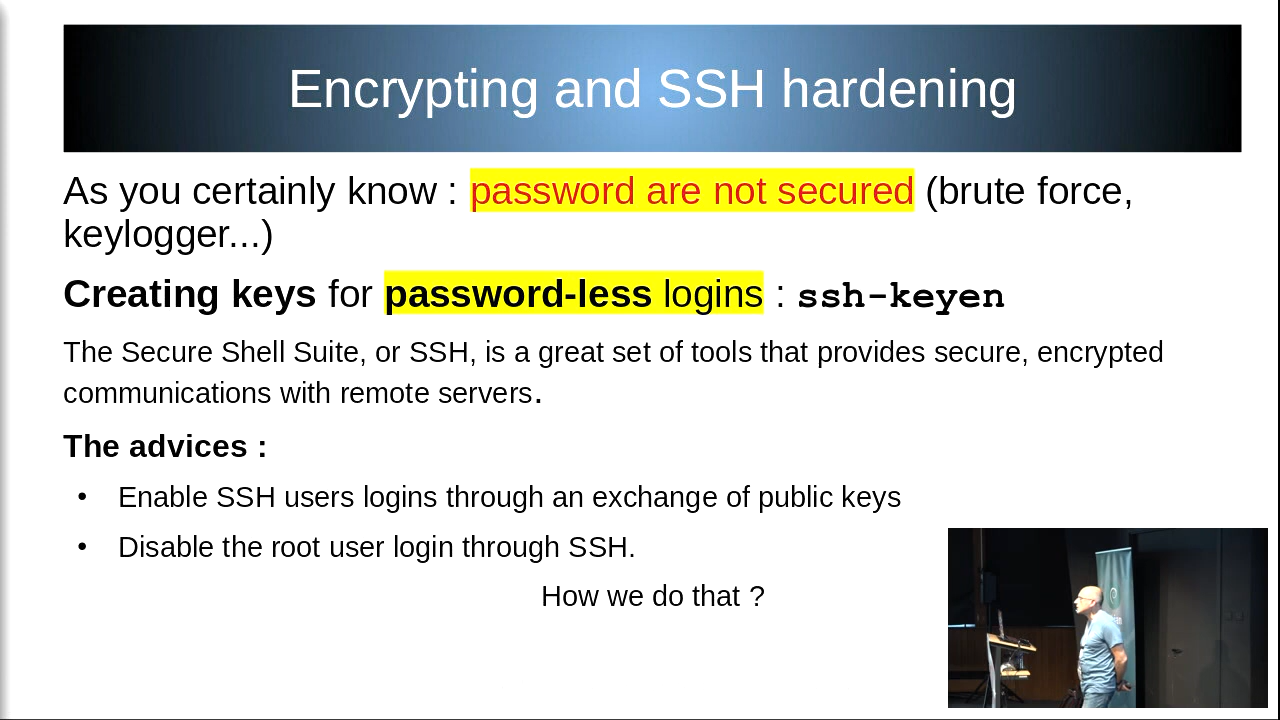 Encrypting and SSH hardening
As you certainly know : password are not secured (brute force,
keylogger...)
Creating keys for password-less logins : ssh-keyen
The Secure Shell Suite, or SSH, is a great set of tools that provides secure, encrypted
communications with remote servers.
The advices :
• Enable SSH users logins through an exchange of public keys
• Disable the root user login through SSH.
How we do that ?